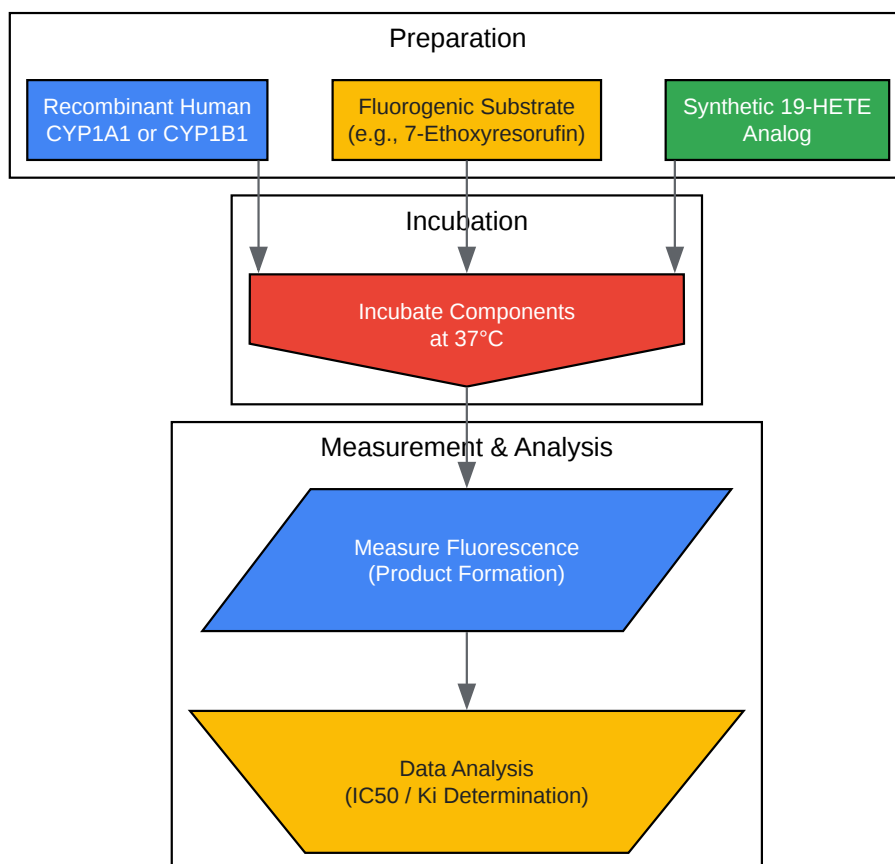 Preparation
Recombinant Human
CYP1A1 or CYP1B1
Fluorogenic Substrate
(e.g., 7-Ethoxyresorufin)
Synthetic 19-HETE
Analog
Incubation
Incubate Components
at 37°C
Measurement & Analysis
Measure Fluorescence
(Product Formation)
Data Analysis
(IC50 / Ki Determination)